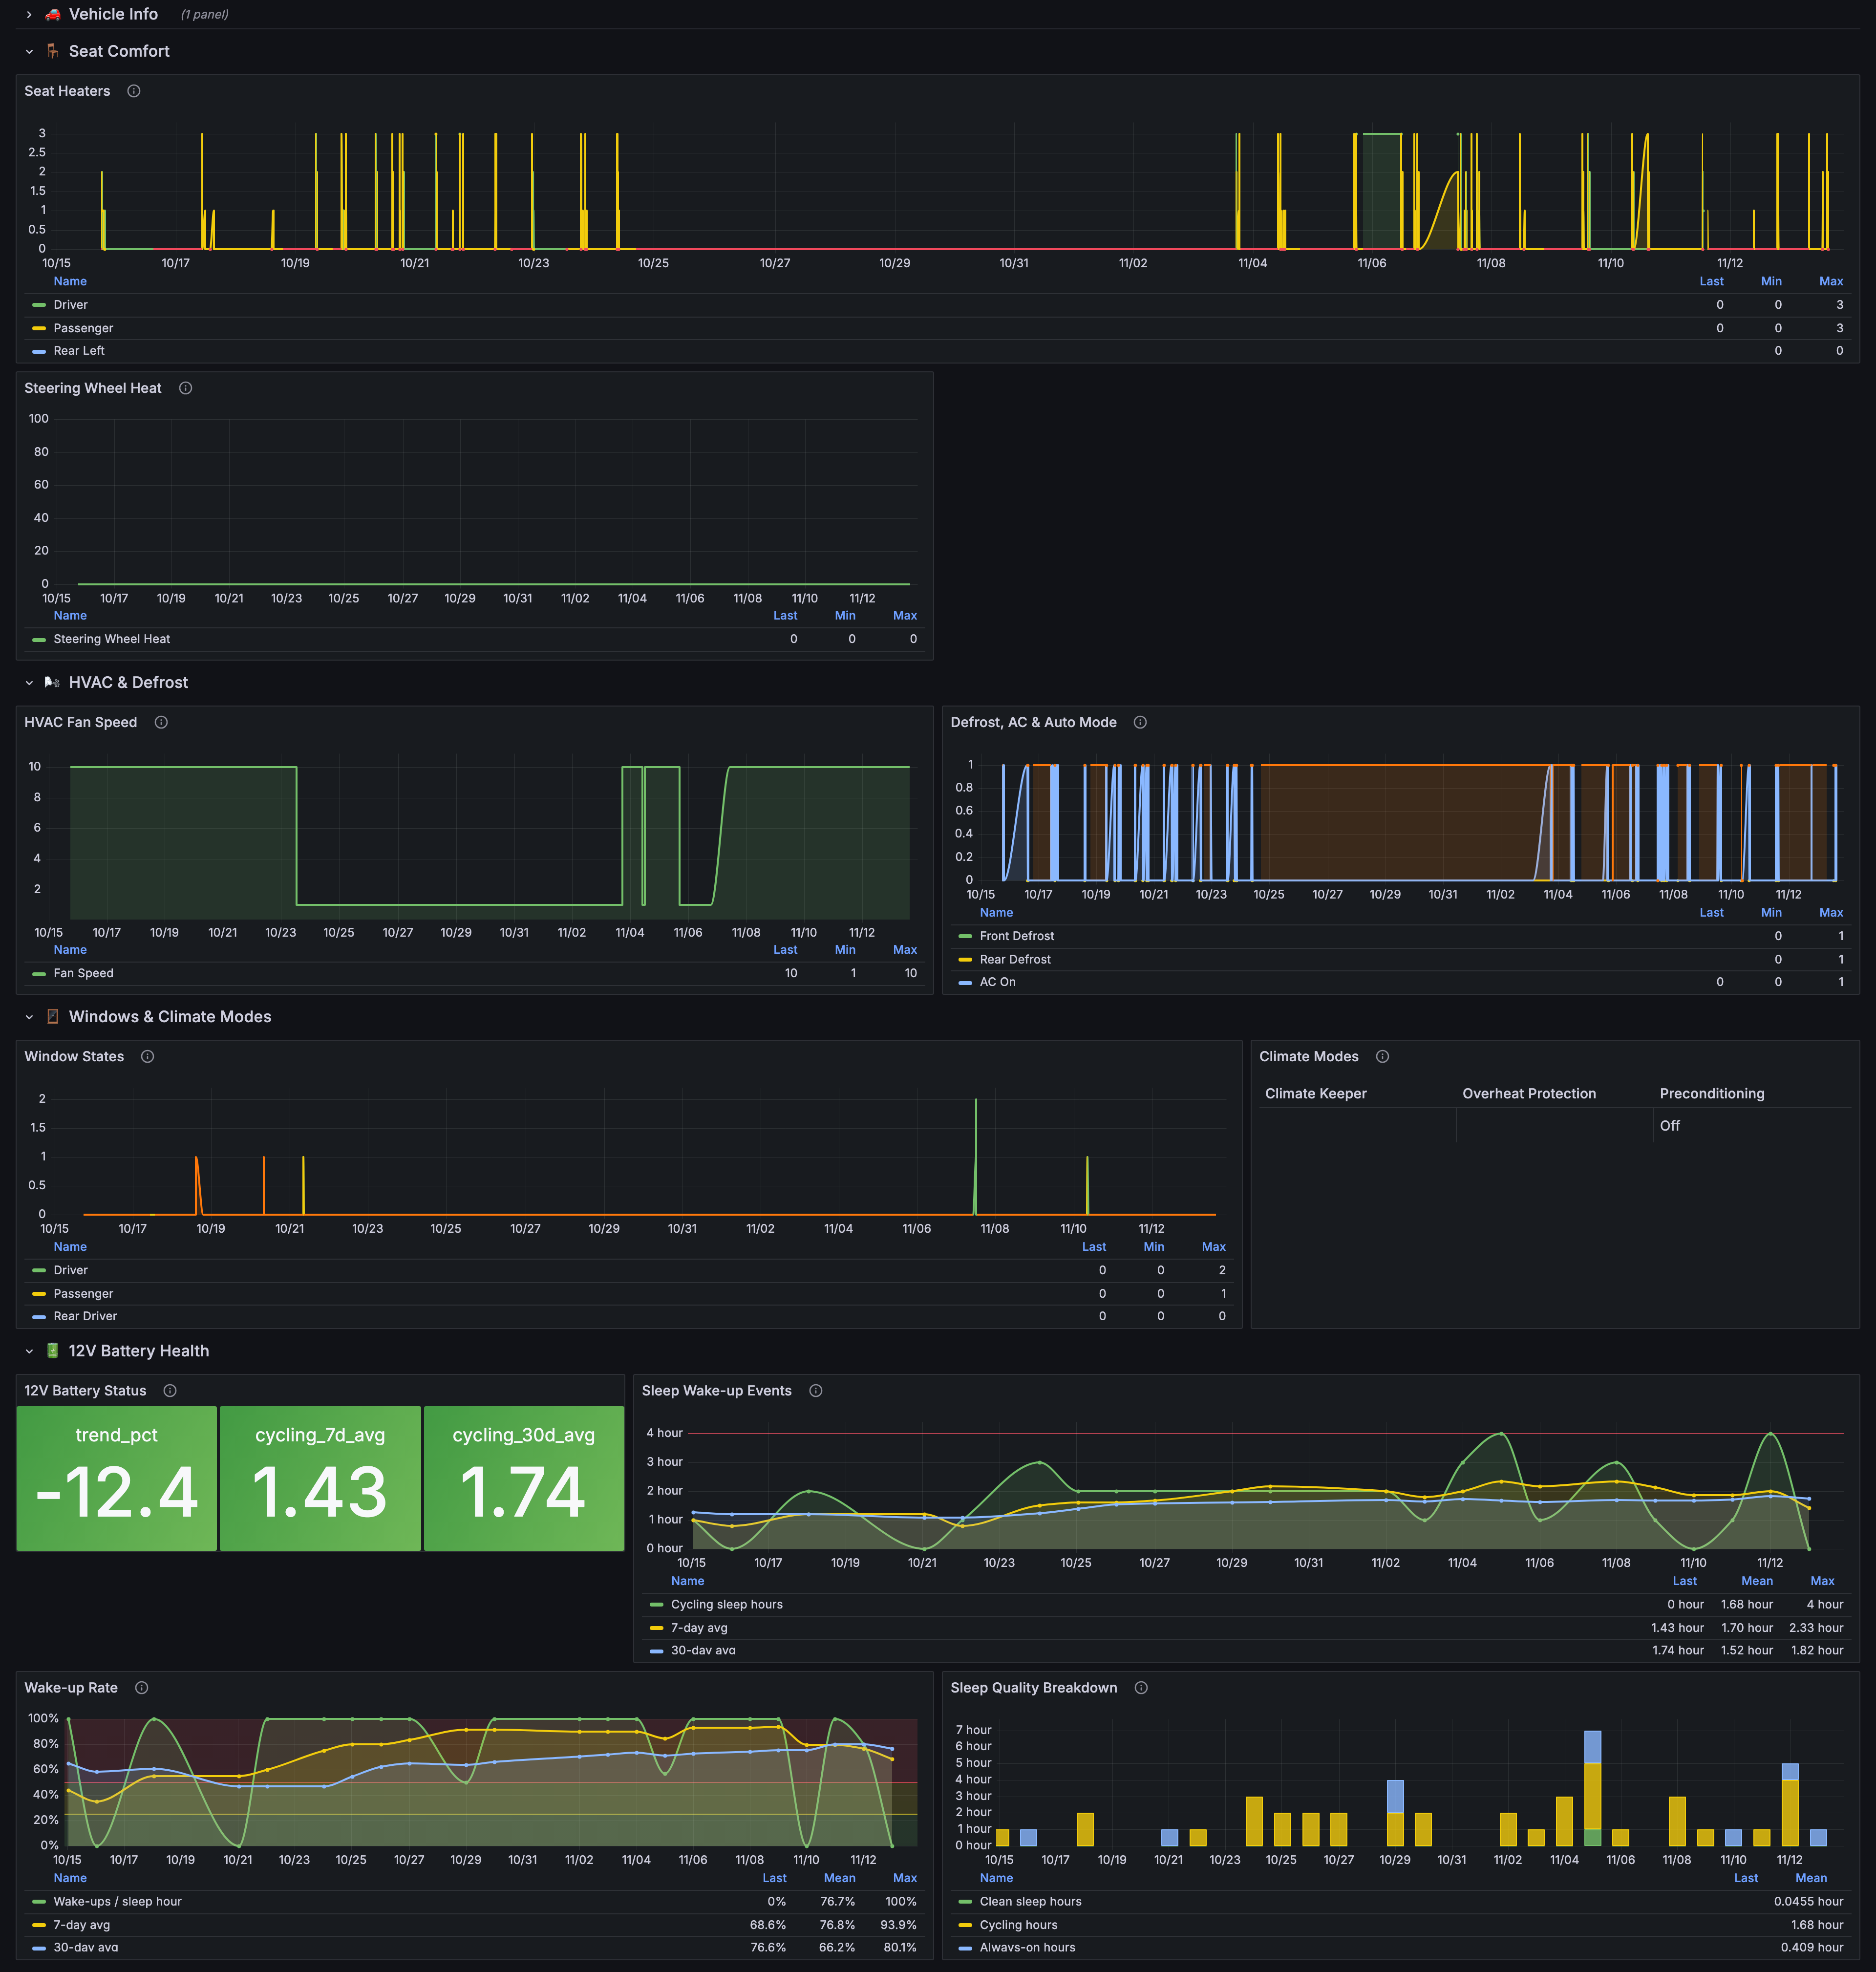 Vehicle Info (1 panel)
Seat Comfort
Seat Heaters
3
2.5
2
1.5
1
0.5
0
10/15 10/17 10/19 10/21 10/23 10/25 10/27 10/29 10/31 11/02 11/04 11/06 11/08 11/10 11/12
Name Last Min Max
Driver 0 0 3
Passenger 0 0 3
Rear Left 0 0
Steering Wheel Heat
100
80
60
40
20
0
10/15 10/17 10/19 10/21 10/23 10/25 10/27 10/29 10/31 11/02 11/04 11/06 11/08 11/10 11/12
Name Last Min Max
Steering Wheel Heat 0 0 0
HVAC & Defrost
HVAC Fan Speed
10
8
6
4
2
10/15 10/17 10/19 10/21 10/23 10/25 10/27 10/29 10/31 11/02 11/04 11/06 11/08 11/10 11/12
Name Last Min Max
Fan Speed 10 1 10
Defrost, AC & Auto Mode
1
0.8
0.6
0.4
0.2
0
10/15 10/17 10/19 10/21 10/23 10/25 10/27 10/29 10/31 11/02 11/04 11/06 11/08 11/10 11/12
Name Last Min Max
Front Defrost 0 1
Rear Defrost 0 1
AC On 0 0 1
Windows & Climate Modes
Window States
2
1.5
1
0.5
0
10/15 10/17 10/19 10/21 10/23 10/25 10/27 10/29 10/31 11/02 11/04 11/06 11/08 11/10 11/12
Name Last Min Max
Driver 0 0 2
Passenger 0 0 1
Rear Driver 0 0 0
Climate Modes
Climate Keeper Overheat Protection Preconditioning
Off
12V Battery Health
12V Battery Status
trend_pct cycling_7d_avg cycling_30d_avg
-12.4 1.43 1.74
Sleep Wake-up Events
4 hour
3 hour
2 hour
1 hour
0 hour
10/15 10/17 10/19 10/21 10/23 10/25 10/27 10/29 10/31 11/02 11/04 11/06 11/08 11/10 11/12
Name Last Mean Max
Cycling sleep hours 0 hour 1.68 hour 4 hour
7-day avg 1.43 hour 1.70 hour 2.33 hour
30-day avg 1.74 hour 1.52 hour 1.82 hour
Wake-up Rate
100%
80%
60%
40%
20%
0%
10/15 10/17 10/19 10/21 10/23 10/25 10/27 10/29 10/31 11/02 11/04 11/06 11/08 11/10 11/12
Name Last Mean Max
Wake-ups / sleep hour 0% 76.7% 100%
7-day avg 68.6% 76.8% 93.9%
30-day avg 76.6% 66.2% 80.1%
Sleep Quality Breakdown
7 hour
6 hour
5 hour
4 hour
3 hour
2 hour
1 hour
0 hour
10/15 10/17 10/19 10/21 10/23 10/25 10/27 10/29 10/31 11/02 11/04 11/06 11/08 11/10 11/12
Name Last Mean
Clean sleep hours 0.0455 hour
Cycling hours 1.68 hour
Always-on hours 0.409 hour